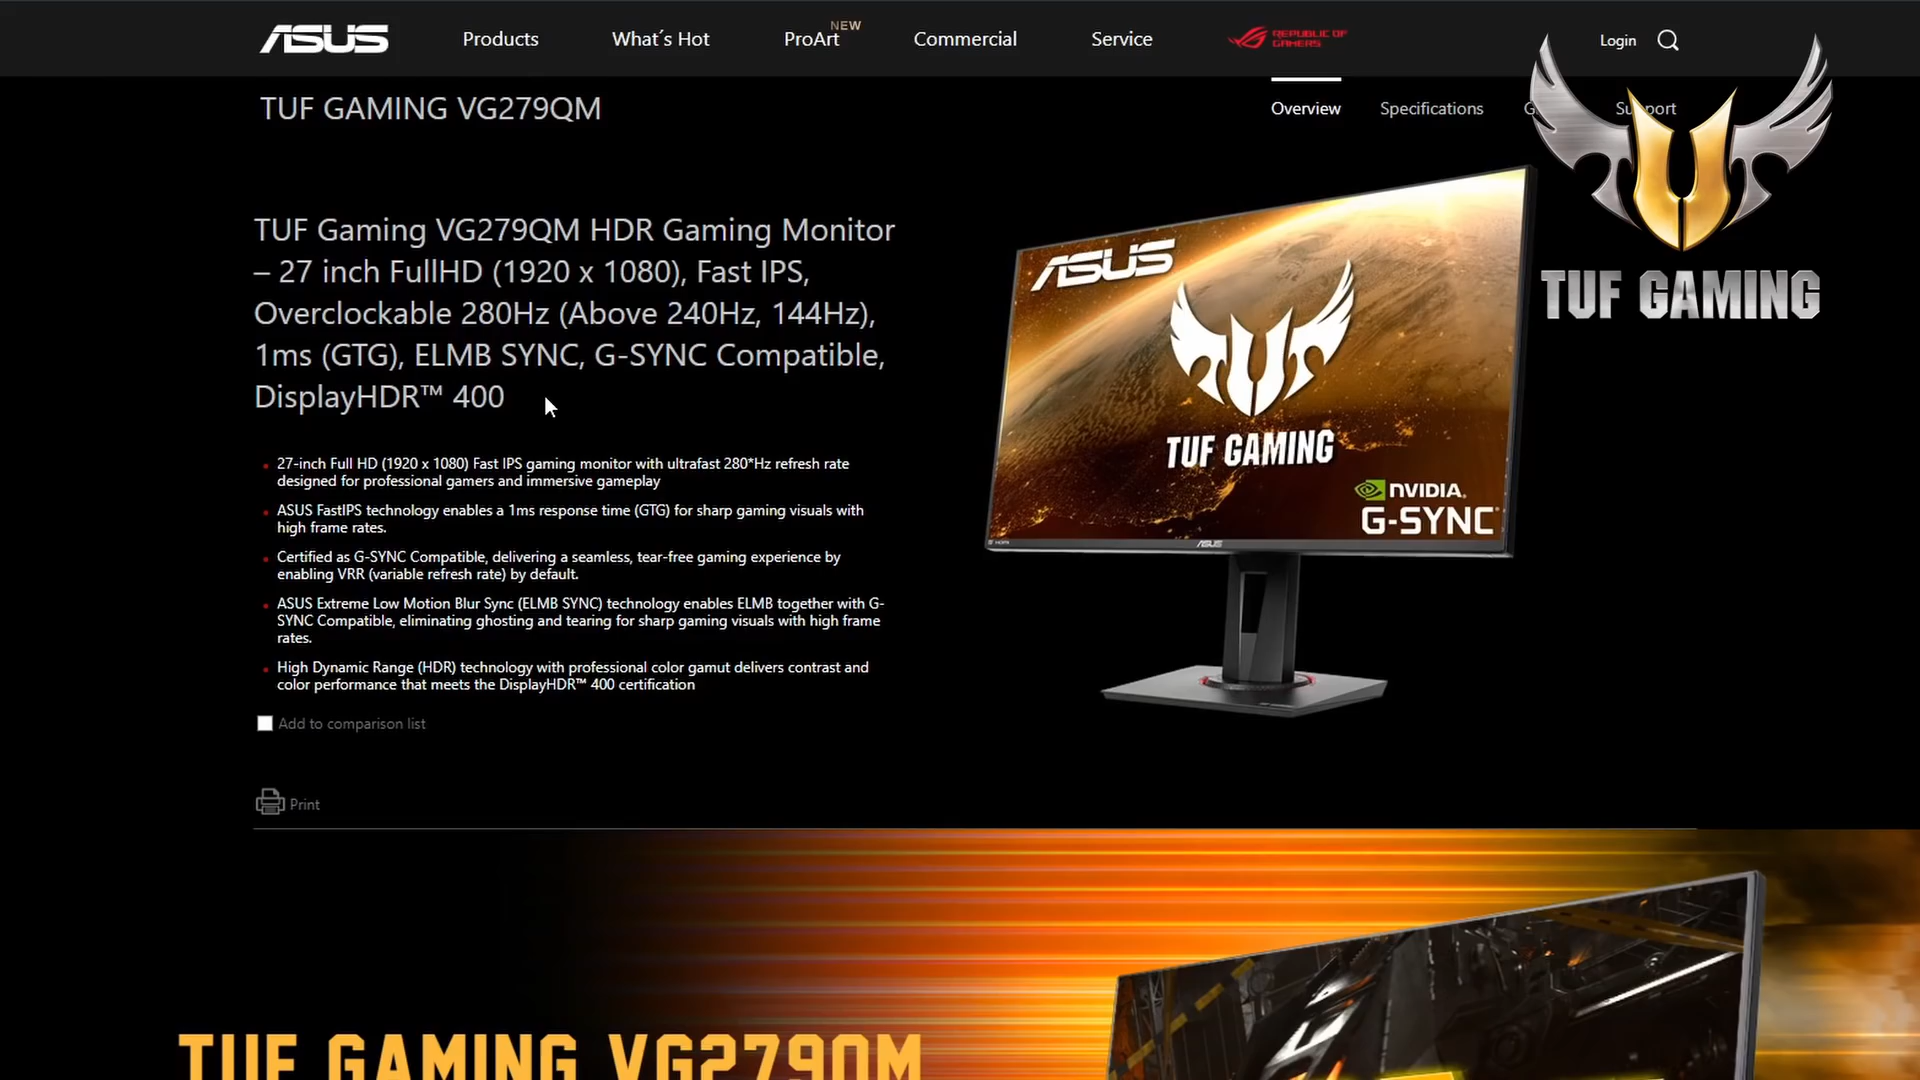 ASUS
Products
What´s Hot
ProArt
NEW
Commercial
Service
REPUBLIC OF
GAMERS
Login
TUF GAMING VG279QM
Overview
Specifications
Support
TUF GAMING
TUF Gaming VG279QM HDR Gaming Monitor
– 27 inch FullHD (1920 x 1080), Fast IPS,
Overclockable 280Hz (Above 240Hz, 144Hz),
1ms (GTG), ELMB SYNC, G-SYNC Compatible,
DisplayHDR™ 400
27-inch Full HD (1920 x 1080) Fast IPS gaming monitor with ultrafast 280*Hz refresh rate
designed for professional gamers and immersive gameplay
ASUS FastIPS technology enables a 1ms response time (GTG) for sharp gaming visuals with
high frame rates.
Certified as G-SYNC Compatible, delivering a seamless, tear-free gaming experience by
enabling VRR (variable refresh rate) by default.
ASUS Extreme Low Motion Blur Sync (ELMB SYNC) technology enables ELMB together with G-
SYNC Compatible, eliminating ghosting and tearing for sharp gaming visuals with high frame
rates.
High Dynamic Range (HDR) technology with professional color gamut delivers contrast and
color performance that meets the DisplayHDR™ 400 certification
Add to comparison list
Print
ASUS
TUF GAMING
NVIDIA.
G-SYNC
HDMI
ASUS
TUF GAMING VG279QM